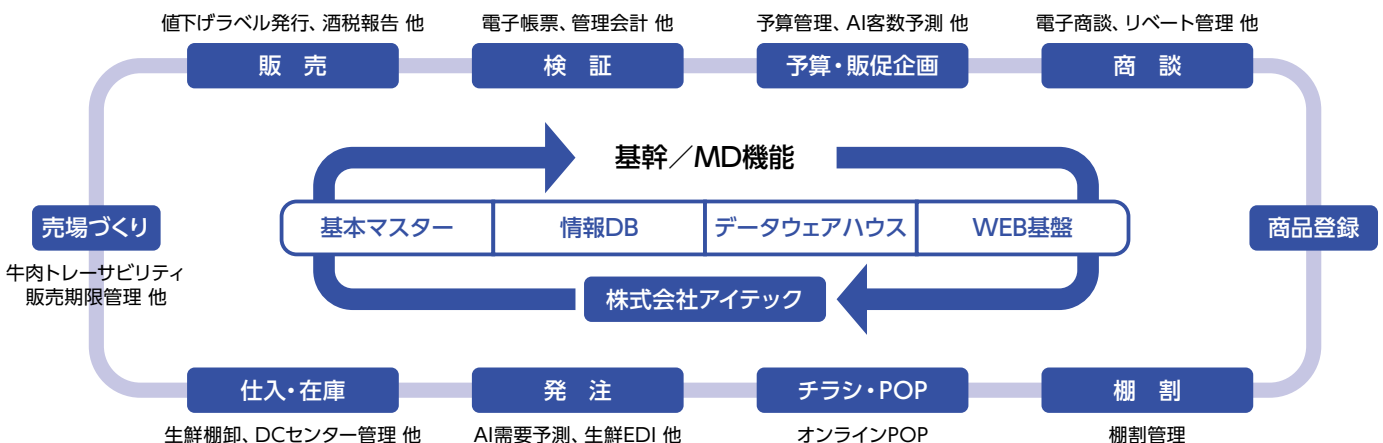 値下げラベル発行、酒税報告 他
電子帳票、管理会計 他
予算管理、AI客数予測 他
電子商談、リベート管理 他
販 売
検 証
予算・販促企画
商 談
基幹／MD機能
売場づくり
基本マスター
情報DB
データウェアハウス
WEB基盤
商品登録
牛肉トレーサビリティ
販売期限管理 他
株式会社アイテック
仕入・在庫
発 注
チラシ・POP
棚 割
生鮮棚卸、DCセンター管理 他
AI需要予測、生鮮EDI 他
オンラインPOP
棚割管理